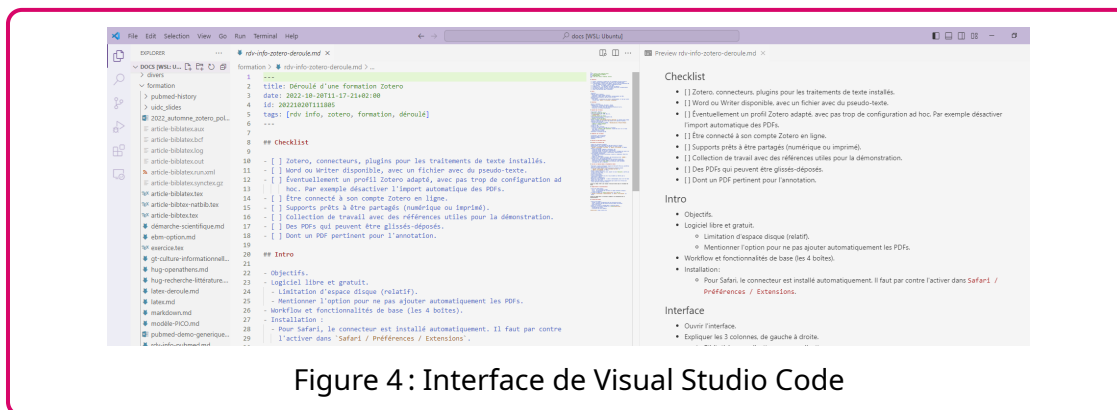 File Edit Selection View Go Run Terminal Help
docs [WSL: Ubuntu]
EXPLORER
DOCS [WSL: U...
divers
formation
pubmed-history
uidc_slides
2022_automne_zotero_pol...
article-biblatex.aux
article-biblatex.bcf
article-biblatex.log
article-biblatex.out
article-biblatex.run.xml
article-biblatex.synctex.gz
article-biblatex.tex
article-bibtex-natbib.tex
article-bibtex.tex
démarche-scientifique.md
ebm-option.md
exercice.tex
gt-culture-informationnell...
hug-openathens.md
hug-recherche-littérature...
latex-deroule.md
latex.md
markdown.md
modèle-PICO.md
pubmed-demo-generique...
rdv-info-pubmed.md
rdv-info-zotero-deroule.md
formation > rdv-info-zotero-deroule.md > ...
1 ---
2 title: Déroulé d'une formation Zotero
3 date: 2022-10-20T11-17-21+02:00
4 id: 20221020T111805
5 tags: [rdv info, zotero, formation, déroulé]
6 ---
7
8 ## Checklist
9
10 - [ ] Zotero, connecteurs, plugins pour les traitements de texte installés.
11 - [ ] Word ou Writer disponible, avec un fichier avec du pseudo-texte.
12 - [ ] Éventuellement un profil Zotero adapté, avec pas trop de configuration ad
13 hoc. Par exemple désactiver l'import automatique des PDFs.
14 - [ ] Être connecté à son compte Zotero en ligne.
15 - [ ] Supports prêts à être partagés (numérique ou imprimé).
16 - [ ] Collection de travail avec des références utiles pour la démonstration.
17 - [ ] Des PDFs qui peuvent être glissés-déposés.
18 - [ ] Dont un PDF pertinent pour l'annotation.
19
20 ## Intro
21
22 - Objectifs.
23 - Logiciel libre et gratuit.
24 - Limitation d'espace disque (relatif).
25 - Mentionner l'option pour ne pas ajouter automatiquement les PDFs.
26 - Workflow et fonctionnalités de base (les 4 boîtes).
27 - Installation :
28 - Pour Safari, le connecteur est installé automatiquement. Il faut par contre
29 l'activer dans `Safari / Préférences / Extensions`.
Preview rdv-info-zotero-deroule.md
Checklist
[ ] Zotero, connecteurs, plugins pour les traitements de texte installés.
[ ] Word ou Writer disponible, avec un fichier avec du pseudo-texte.
[ ] Éventuellement un profil Zotero adapté, avec pas trop de configuration ad hoc. Par exemple désactiver
l'import automatique des PDFs.
[ ] Être connecté à son compte Zotero en ligne.
[ ] Supports prêts à être partagés (numérique ou imprimé).
[ ] Collection de travail avec des références utiles pour la démonstration.
[ ] Des PDFs qui peuvent être glissés-déposés.
[ ] Dont un PDF pertinent pour l'annotation.
Intro
Objectifs.
Logiciel libre et gratuit.
Limitation d'espace disque (relatif).
Mentionner l'option pour ne pas ajouter automatiquement les PDFs.
Workflow et fonctionnalités de base (les 4 boîtes).
Installation :
Pour Safari, le connecteur est installé automatiquement. Il faut par contre l'activer dans Safari /
Préférences / Extensions.
Interface
Ouvrir l'interface.
Expliquer les 3 colonnes, de gauche à droite.
Figure 4 : Interface de Visual Studio Code